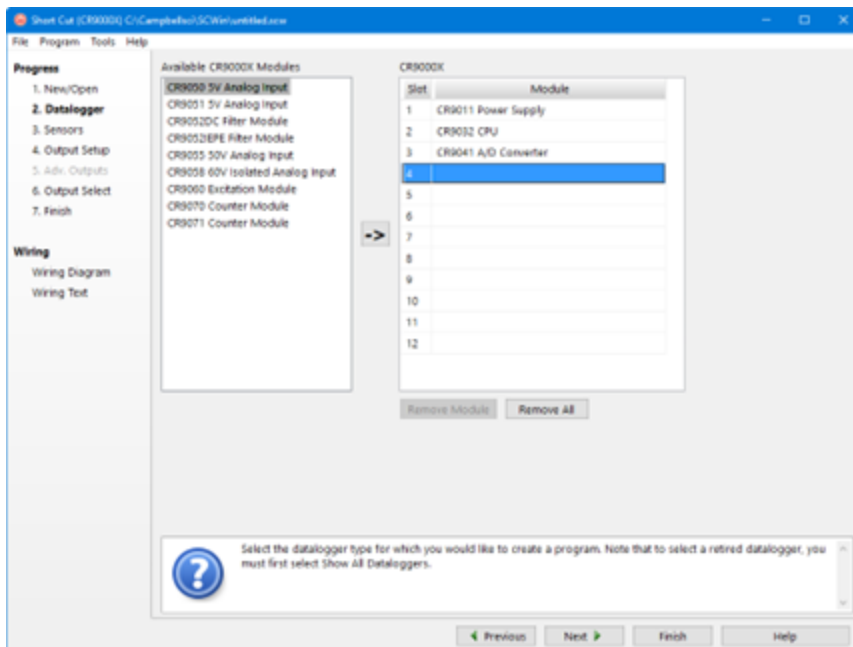 Short Cut (CR9000X) C:\Campbellsci\SCWin\untitled.scw
File Program Tools Help
Progress
1. New/Open
2. Datalogger
3. Sensors
4. Output Setup
5. Adv. Outputs
6. Output Select
7. Finish
Wiring
Wiring Diagram
Wiring Text
Available CR9000X Modules
CR9050 5V Analog Input
CR9051 5V Analog Input
CR9052DC Filter Module
CR9052IEPE Filter Module
CR9055 50V Analog Input
CR9058 60V Isolated Analog Input
CR9060 Excitation Module
CR9070 Counter Module
CR9071 Counter Module
->
CR9000X
Slot Module
1 CR9011 Power Supply
2 CR9032 CPU
3 CR9041 A/D Converter
4
5
6
7
8
9
10
11
12
Remove Module Remove All
Select the datalogger type for which you would like to create a program. Note that to select a retired datalogger, you
must first select Show All Dataloggers.
Previous Next Finish Help